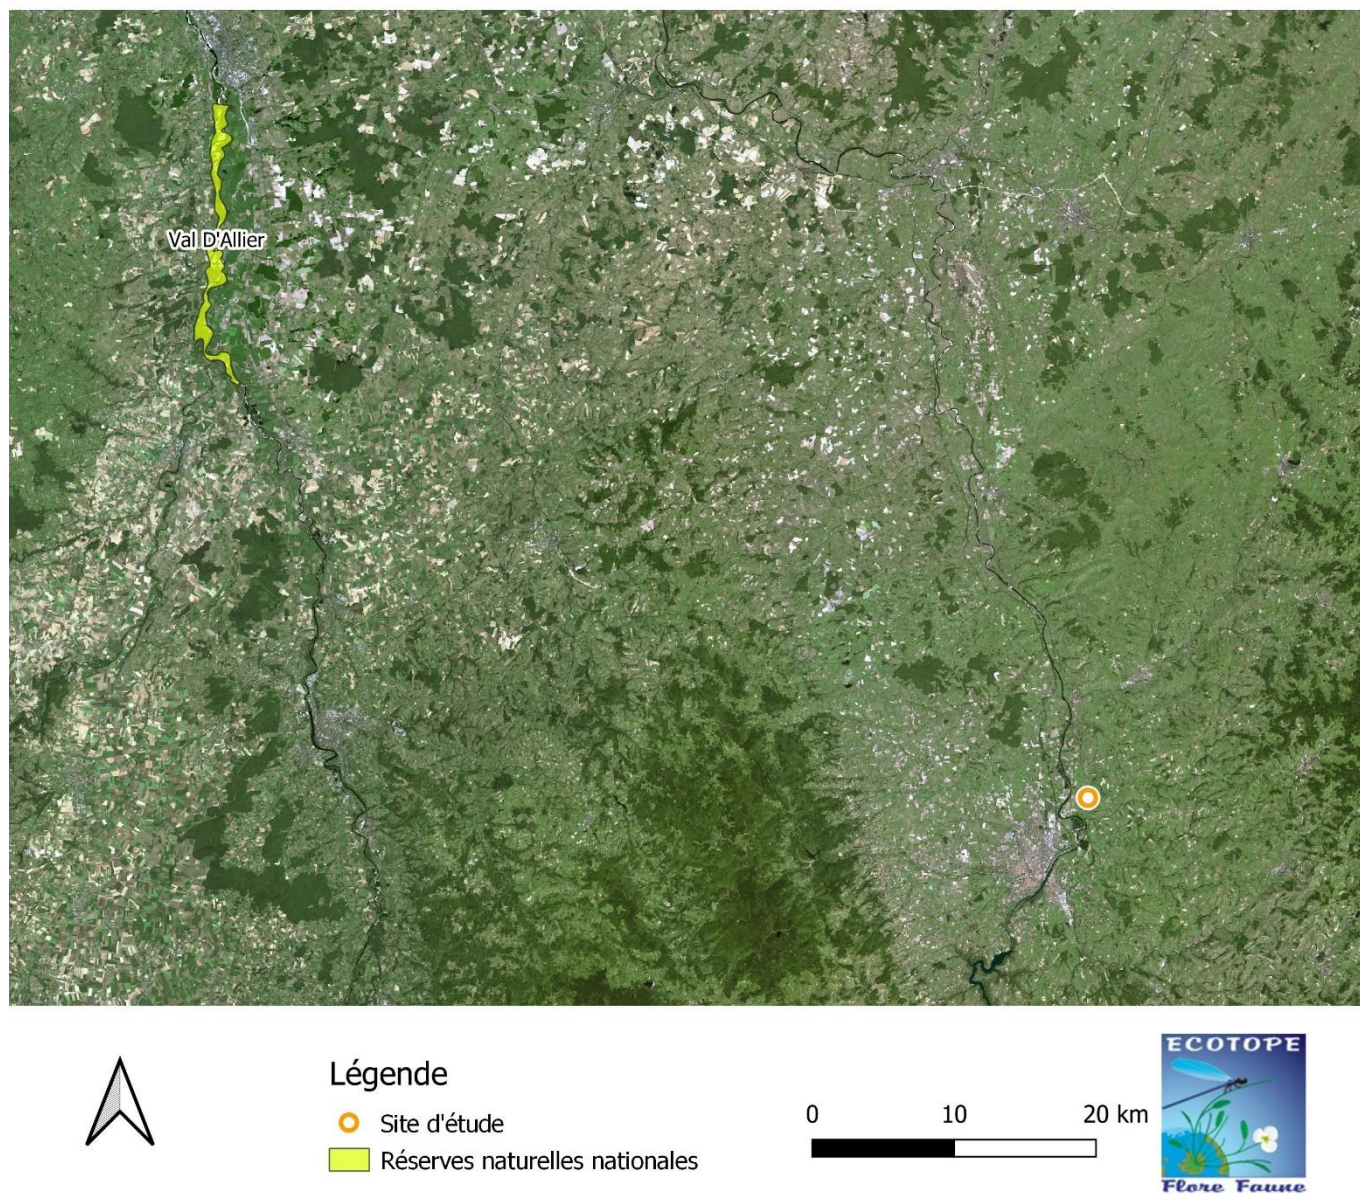 Val D'Allier
Légende
Site d'étude
Réserves naturelles nationales
0 10 20 km
ECOTOPE
Flore Faune